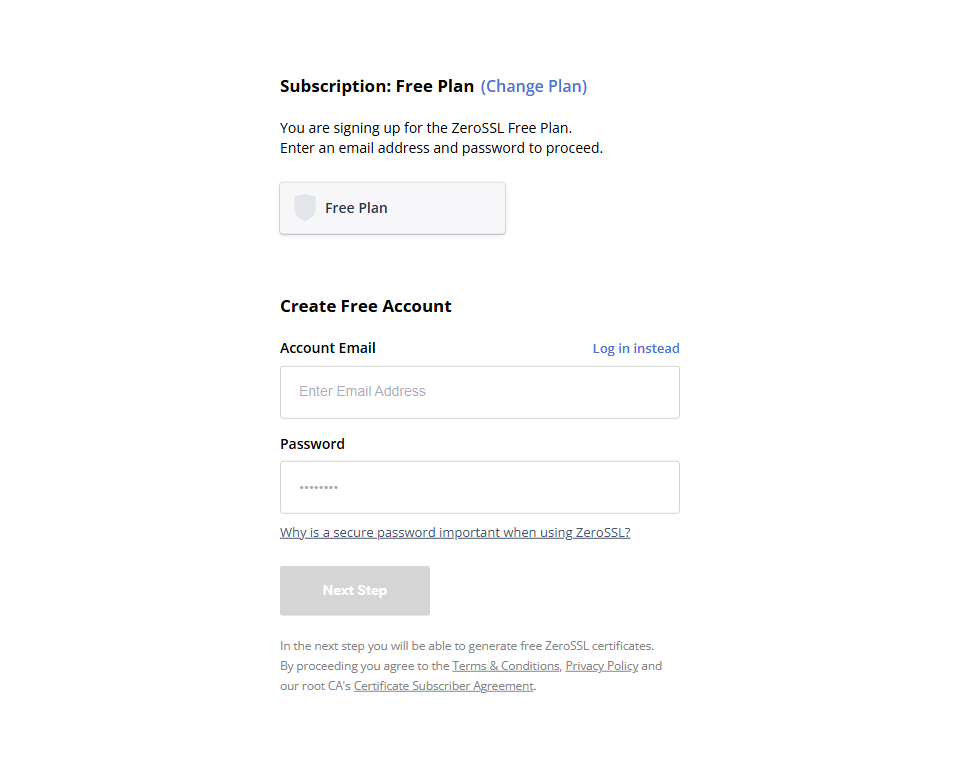 Subscription: Free Plan (Change Plan)
You are signing up for the ZeroSSL Free Plan.
Enter an email address and password to proceed.
Free Plan
Create Free Account
Account Email Log in instead
Enter Email Address
Password
••••••••
Why is a secure password important when using ZeroSSL?
Next Step
In the next step you will be able to generate free ZeroSSL certificates.
By proceeding you agree to the Terms & Conditions, Privacy Policy and
our root CA's Certificate Subscriber Agreement.